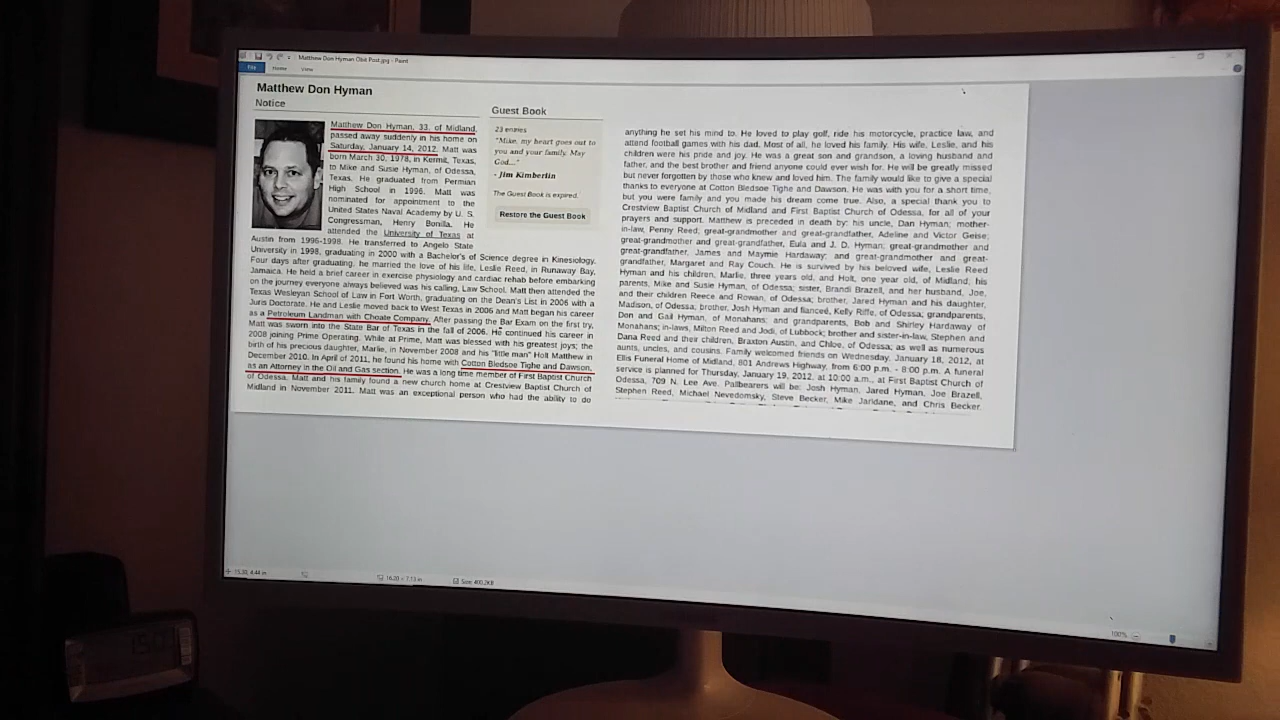 Matthew Don Hyman Obit Post.jpg - Paint
File Home View
Matthew Don Hyman
Notice
Matthew Don Hyman, 33, of Midland,
passed away suddenly in his home on
Saturday, January 14, 2012. Matt was
born March 30, 1978, in Kermit, Texas,
to Mike and Susie Hyman, of Odessa,
Texas. He graduated from Permian
High School in 1996. Matt was
nominated for appointment to the
United States Naval Academy by U. S.
Congressman, Henry Bonilla. He
attended the University of Texas at
Austin from 1996-1998. He transferred to Angelo State
University in 1998, graduating in 2000 with a Bachelor's of Science degree in Kinesiology.
Four days after graduating, he married the love of his life, Leslie Reed, in Runaway Bay,
Jamaica. He held a brief career in exercise physiology and cardiac rehab before embarking
on the journey everyone always believed was his calling, Law School. Matt then attended the
Texas Wesleyan School of Law in Fort Worth, graduating on the Dean's List in 2006 with a
Juris Doctorate. He and Leslie moved back to West Texas in 2006 and Matt began his career
as a Petroleum Landman with Choate Company. After passing the Bar Exam on the first try,
Matt was sworn into the State Bar of Texas in the fall of 2006. He continued his career in
2008 joining Prime Operating. While at Prime, Matt was blessed with his greatest joys; the
birth of his precious daughter, Marlie, in November 2008 and his "little man" Holt Matthew in
December 2010. In April of 2011, he found his home with Cotton Bledsoe Tighe and Dawson,
as an Attorney in the Oil and Gas section. He was a long time member of First Baptist Church
of Odessa. Matt and his family found a new church home at Crestview Baptist Church of
Midland in November 2011. Matt was an exceptional person who had the ability to do
Guest Book
23 entries
"Mike, my heart goes out to
you and your family. May
God..."
- Jim Kimberlin
The Guest Book is expired.
Restore the Guest Book
anything he set his mind to. He loved to play golf, ride his motorcycle, practice law, and
attend football games with his dad. Most of all, he loved his family. His wife, Leslie, and his
children were his pride and joy. He was a great son and grandson, a loving husband and
father, and the best brother and friend anyone could ever wish for. He will be greatly missed
but never forgotten by those who knew and loved him. The family would like to give a special
thanks to everyone at Cotton Bledsoe Tighe and Dawson. He was with you for a short time,
but you were family and you made his dream come true. Also, a special thank you to
Crestview Baptist Church of Midland and First Baptist Church of Odessa, for all of your
prayers and support. Matthew is preceded in death by: his uncle, Dan Hyman; mother-
in-law, Penny Reed; great-grandmother and great-grandfather, Adeline and Victor Geise;
great-grandmother and great-grandfather, Eula and J. D. Hyman; great-grandmother and
great-grandfather, James and Maymie Hardaway; and great-grandmother and great-
grandfather, Margaret and Ray Couch. He is survived by his beloved wife, Leslie Reed
Hyman and his children, Marlie, three years old, and Holt, one year old, of Midland; his
parents, Mike and Susie Hyman, of Odessa; sister, Brandi Brazell, and her husband, Joe,
and their children Reece and Rowan, of Odessa; brother, Jared Hyman and his daughter,
Madison, of Odessa; brother, Josh Hyman and fianceé, Kelly Riffe, of Odessa; grandparents,
Don and Gail Hyman, of Monahans; and grandparents, Bob and Shirley Hardaway of
Monahans; in-laws, Milton Reed and Jodi, of Lubbock; brother and sister-in-law, Stephen and
Dana Reed and their children, Braxton Austin, and Chloe, of Odessa; as well as numerous
aunts, uncles, and cousins. Family welcomed friends on Wednesday, January 18, 2012, at
Ellis Funeral Home of Midland, 801 Andrews Highway, from 6:00 p.m. - 8:00 p.m. A funeral
service is planned for Thursday, January 19, 2012, at 10:00 a.m., at First Baptist Church of
Odessa, 709 N. Lee Ave. Pallbearers will be: Josh Hyman, Jared Hyman, Joe Brazell,
Stephen Reed, Michael Nevedomsky, Steve Becker, Mike Jaridane, and Chris Becker.
16.00 × 7.13 in
Size: 400.2KB
100%